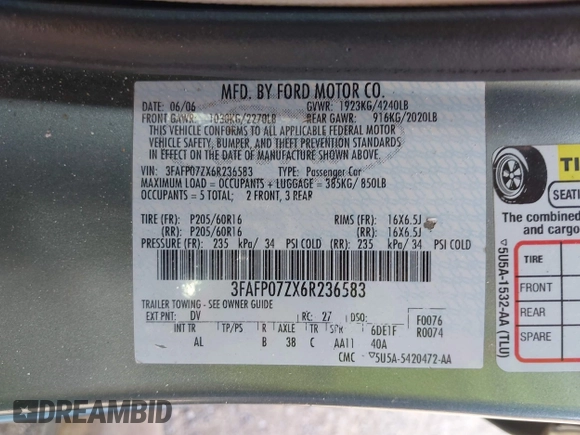 MFD. BY FORD MOTOR CO.
DATE: 06/06 GVWR: 1923KG/4240LB
FRONT GAWR: 1030KG/2270LB REAR GAWR: 916KG/2020LB
THIS VEHICLE CONFORMS TO ALL APPLICABLE FEDERAL MOTOR
VEHICLE SAFETY, BUMPER, AND THEFT PREVENTION STANDARDS
IN EFFECT ON THE DATE OF MANUFACTURE SHOWN ABOVE.
VIN: 3FAFP07ZX6R236583 TYPE: Passenger Car
MAXIMUM LOAD = OCCUPANTS + LUGGAGE = 385KG/850LB
OCCUPANTS = 5 TOTAL; 2 FRONT, 3 REAR
TIRE (FR): P205/60R16 RIMS (FR): 16X6.5J
(RR): P205/60R16 (RR): 16X6.5J
PRESSURE (FR): 235 kPa/ 34 PSI COLD (RR): 235 kPa/ 34 PSI COLD
3FAFP07ZX6R236583
TRAILER TOWING - SEE OWNER GUIDE
EXT PNT: DV RC: 27 DSO: F0076
INT TR TP/PS R AXLE TR SPR 6DE1F R0074
AL B 38 C AA11 40A
CMC ▽5U5A-5420472-AA
▽5U5A-1532-AA (TLU)
TI
SEATI
The combined
and cargo
TIRE
FRONT
REAR
SPARE
DREAMBID